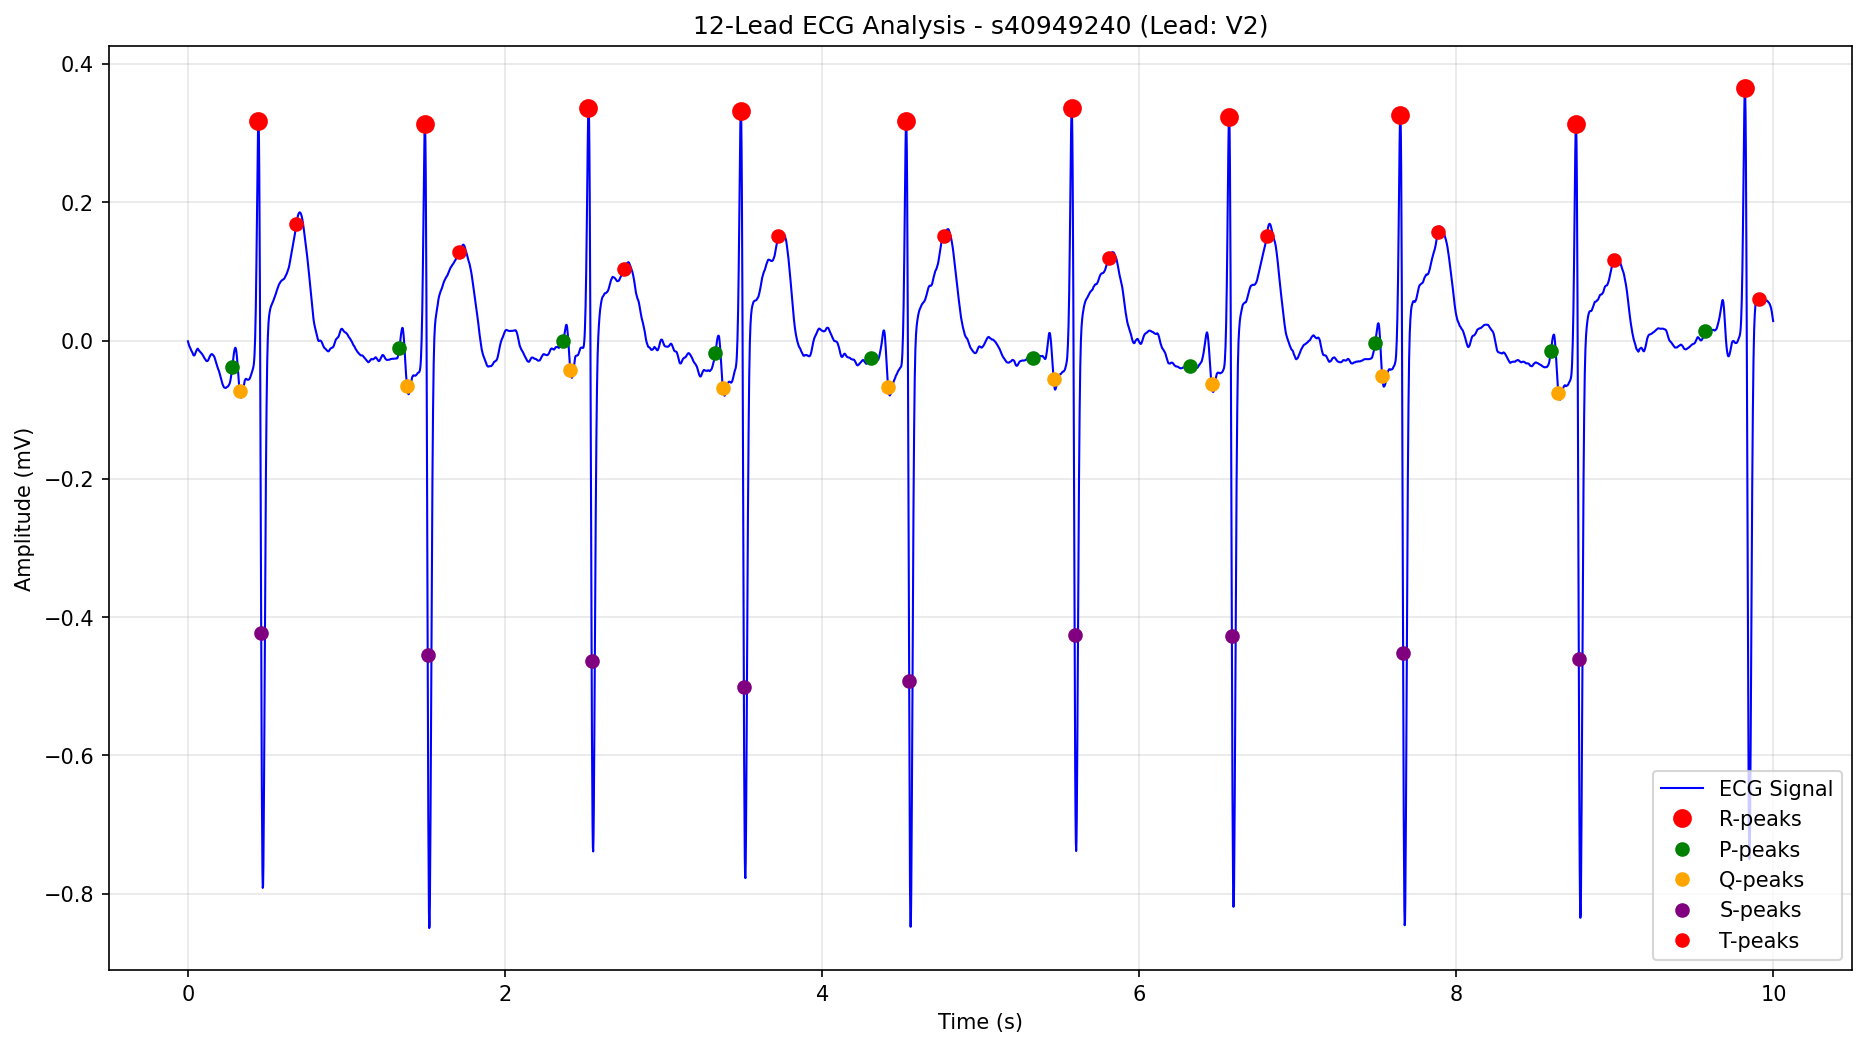 12-Lead ECG Analysis - s40949240 (Lead: V2)
Amplitude (mV)
0.4
0.2
0.0
−0.2
−0.4
−0.6
−0.8
0 2 4 6 8 10
Time (s)
ECG Signal
R-peaks
P-peaks
Q-peaks
S-peaks
T-peaks